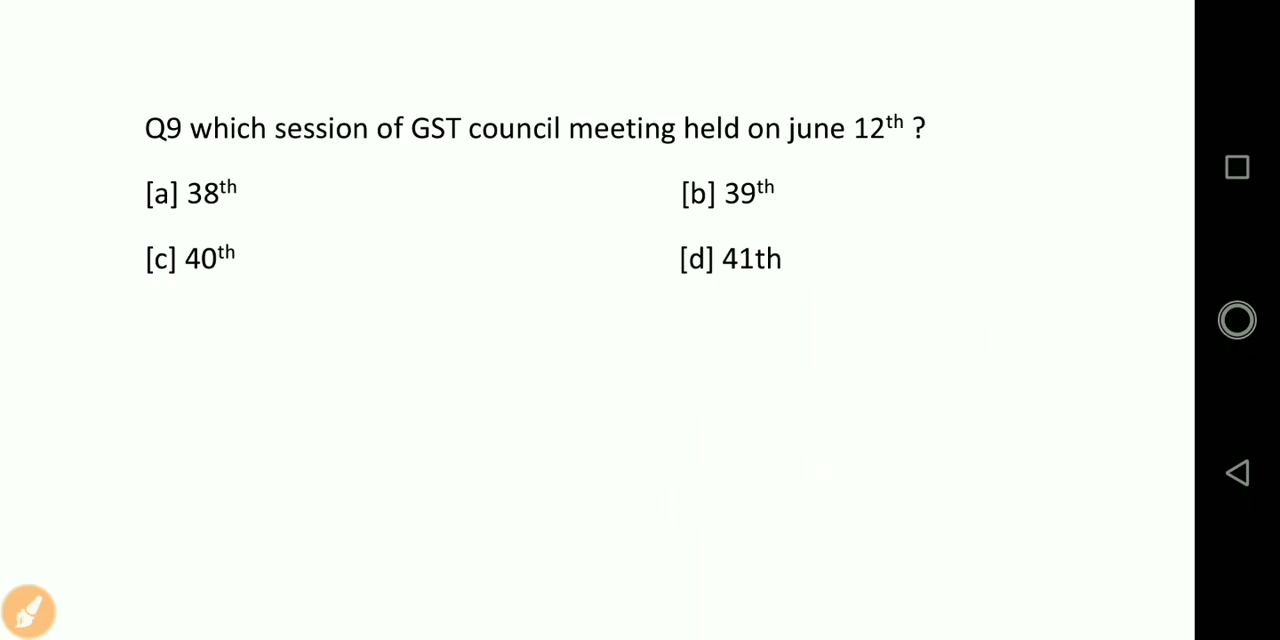 Q9 which session of GST council meeting held on june 12th ?
[a] 38th [b] 39th
[c] 40th [d] 41th